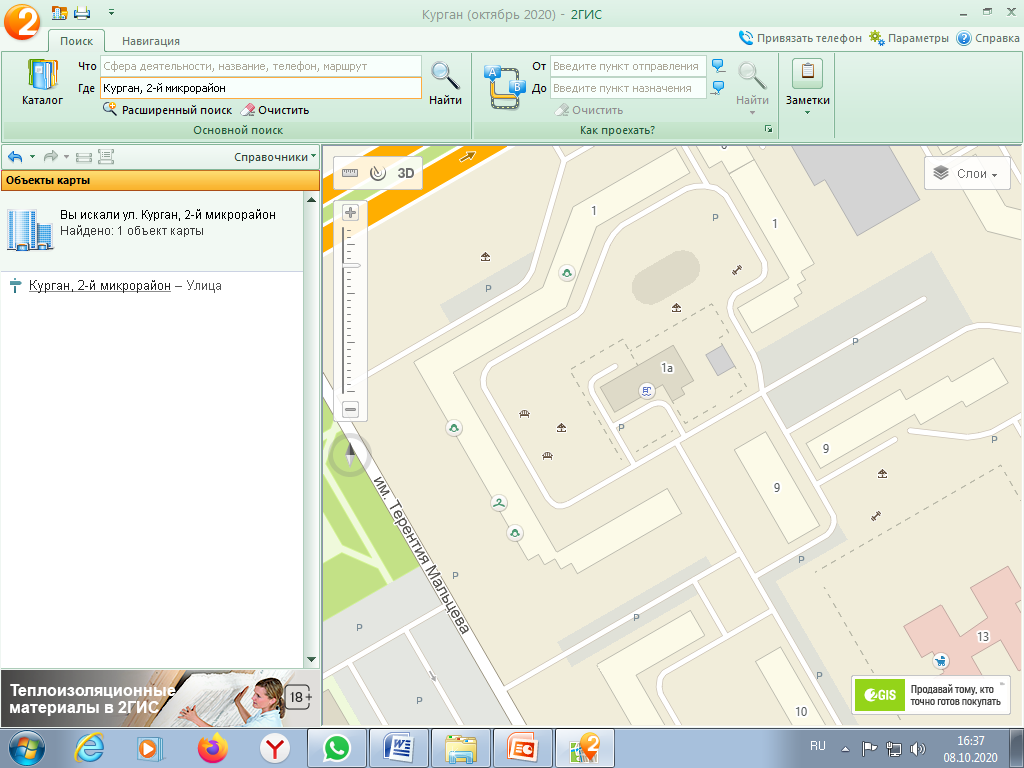 Курган (октябрь 2020) - 2ГИС
Поиск
Навигация
Привязать телефон
Параметры
Справка
Каталог
Что
Сфера деятельности, название, телефон, маршрут
Где
Курган, 2-й микрорайон
Расширенный поиск
Очистить
Найти
Основной поиск
A
B
От
Введите пункт отправления
До
Введите пункт назначения
Очистить
Найти
Как проехать?
Заметки
Справочники
Объекты карты
Вы искали ул. Курган, 2-й микрорайон
Найдено: 1 объект карты
Курган, 2-й микрорайон – Улица
Теплоизоляционные
материалы в 2ГИС
18+
3D
Слои
1
P
1
P
P
1а
P
9
P
9
P
P
P
P
P
P
13
10
им. Терентия Мальцева
2GIS
Продавай тому, кто
точно готов покупать
RU
16:37
08.10.2020